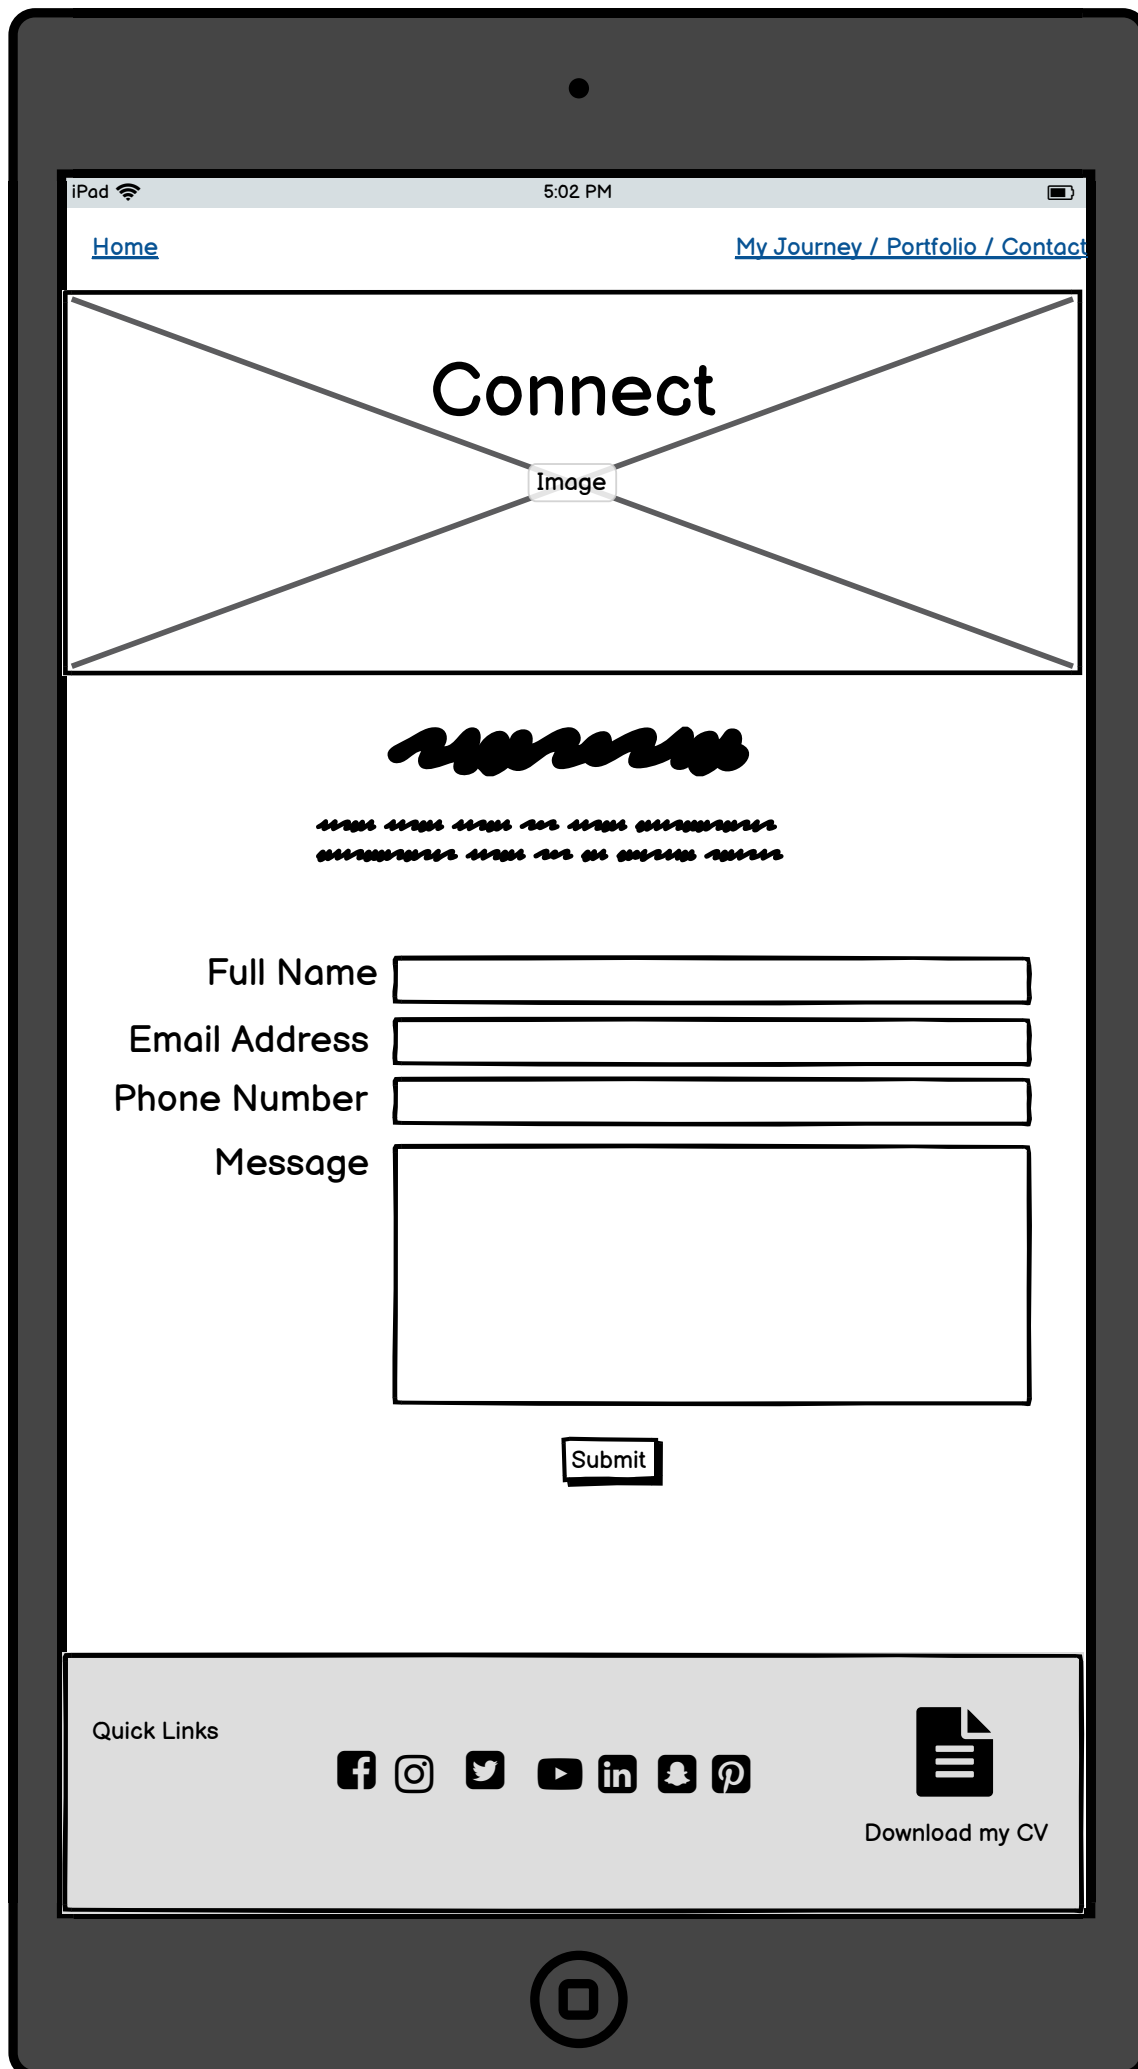 iPad 5:02 PM
Home My Journey / Portfolio / Contact
Connect
Image
Full Name
Email Address
Phone Number
Message
Submit
Quick Links
Download my CV